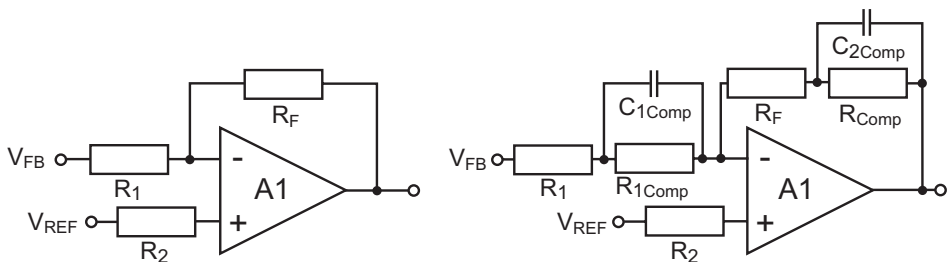 R_F
V_FB
R_1
-
A1
V_REF
+
R_2
C_2Comp
C_1Comp
R_F
R_Comp
V_FB
R_1
R_1Comp
-
A1
V_REF
+
R_2